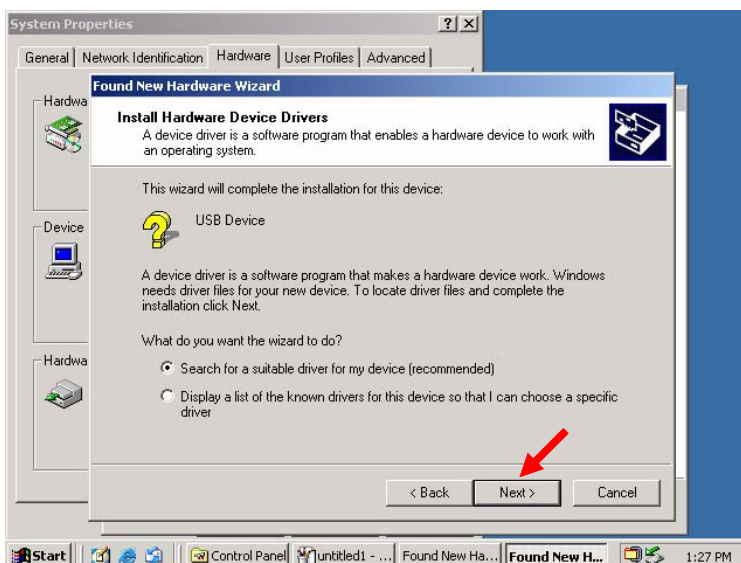 System Properties
General Network Identification Hardware User Profiles Advanced
Found New Hardware Wizard
Hardwa
Install Hardware Device Drivers
A device driver is a software program that enables a hardware device to work with
an operating system.
This wizard will complete the installation for this device:
Device
USB Device
A device driver is a software program that makes a hardware device work. Windows
needs driver files for your new device. To locate driver files and complete the
installation click Next.
What do you want the wizard to do?
Hardwa
Search for a suitable driver for my device (recommended)
Display a list of the known drivers for this device so that I can choose a specific
driver
< Back Next > Cancel
Start Control Panel untitled1 - ... Found New Ha... Found New H... 1:27 PM